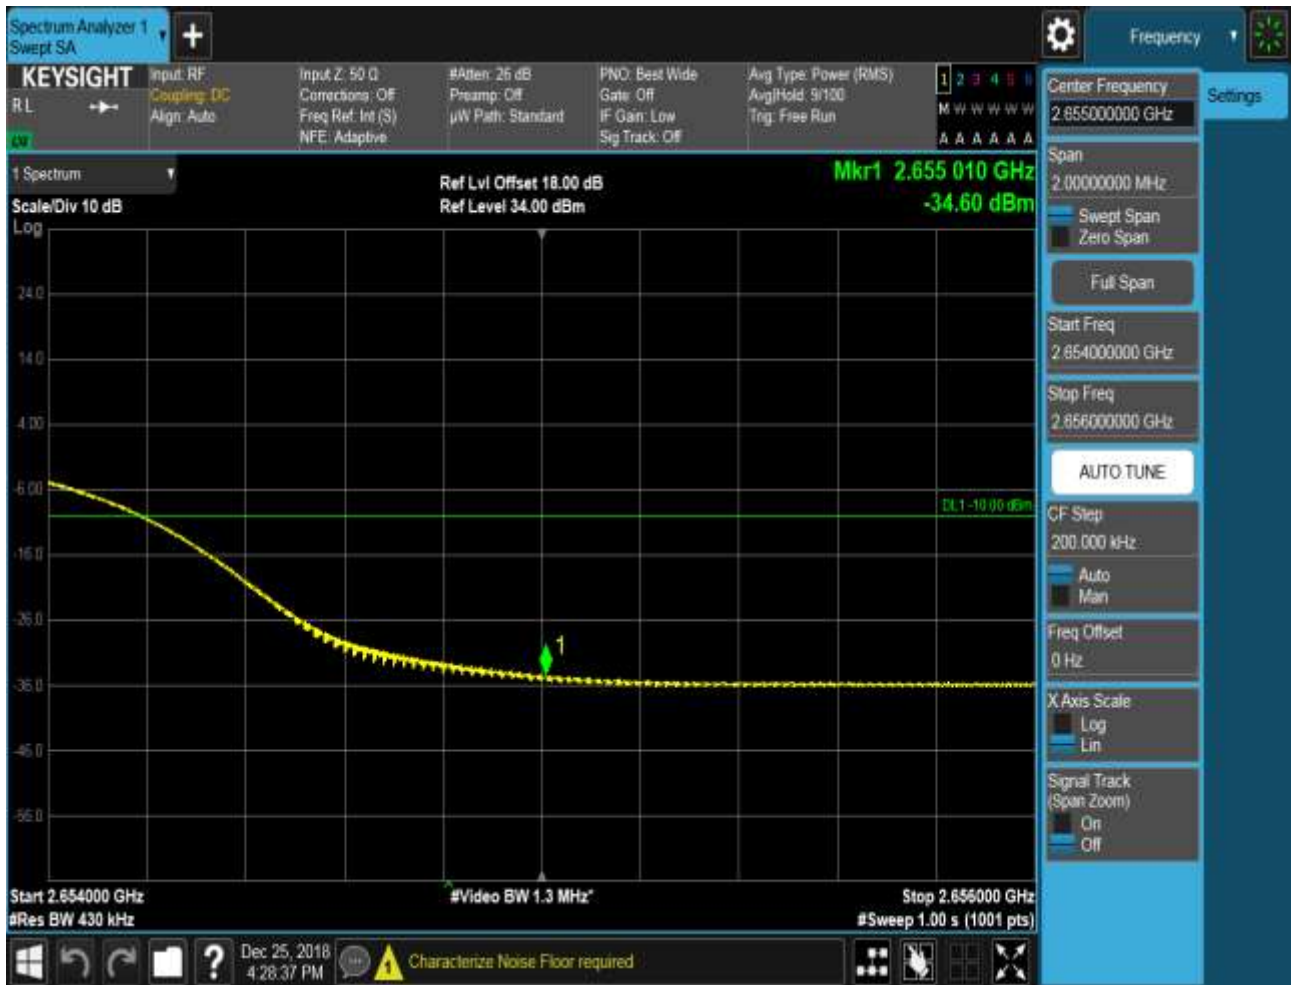 Spectrum Analyzer 1
Swept SA
Frequency
KEYSIGHT
R L
Input: RF
Coupling: DC
Align: Auto
Input Z: 50 Ω
Corrections: Off
Freq Ref: Int (S)
NFE: Adaptive
#Atten: 26 dB
Preamp: Off
µW Path: Standard
PNO: Best Wide
Gate: Off
IF Gain: Low
Sig Track: Off
Avg Type: Power (RMS)
Avg|Hold: 9/100
Trig: Free Run
1 2 3 4 5 6
M W W W W W
A A A A A A
1 Spectrum
Scale/Div 10 dB
Log
Ref Lvl Offset 18.00 dB
Ref Level 34.00 dBm
Mkr1 2.655 010 GHz
-34.60 dBm
24.0
14.0
4.00
-6.00
-16.0
-26.0
-36.0
-46.0
-56.0
DL1 -10.00 dBm
1
Start 2.654000 GHz
#Res BW 430 kHz
#Video BW 1.3 MHz*
Stop 2.656000 GHz
#Sweep 1.00 s (1001 pts)
Center Frequency
2.655000000 GHz
Settings
Span
2.00000000 MHz
Swept Span
Zero Span
Full Span
Start Freq
2.654000000 GHz
Stop Freq
2.656000000 GHz
AUTO TUNE
CF Step
200.000 kHz
Auto
Man
Freq Offset
0 Hz
X Axis Scale
Log
Lin
Signal Track
(Span Zoom)
On
Off
?
Dec 25, 2018
4:28:37 PM
Characterize Noise Floor required